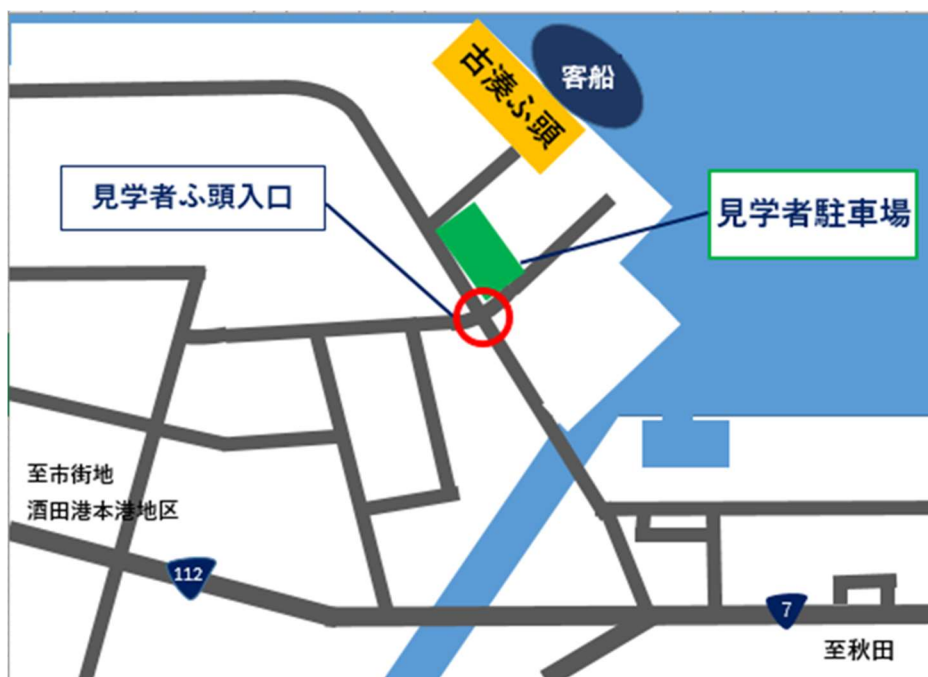 客船
古湊ふ頭
見学者ふ頭入口
見学者駐車場
至市街地
酒田港本港地区
112
7
至秋田